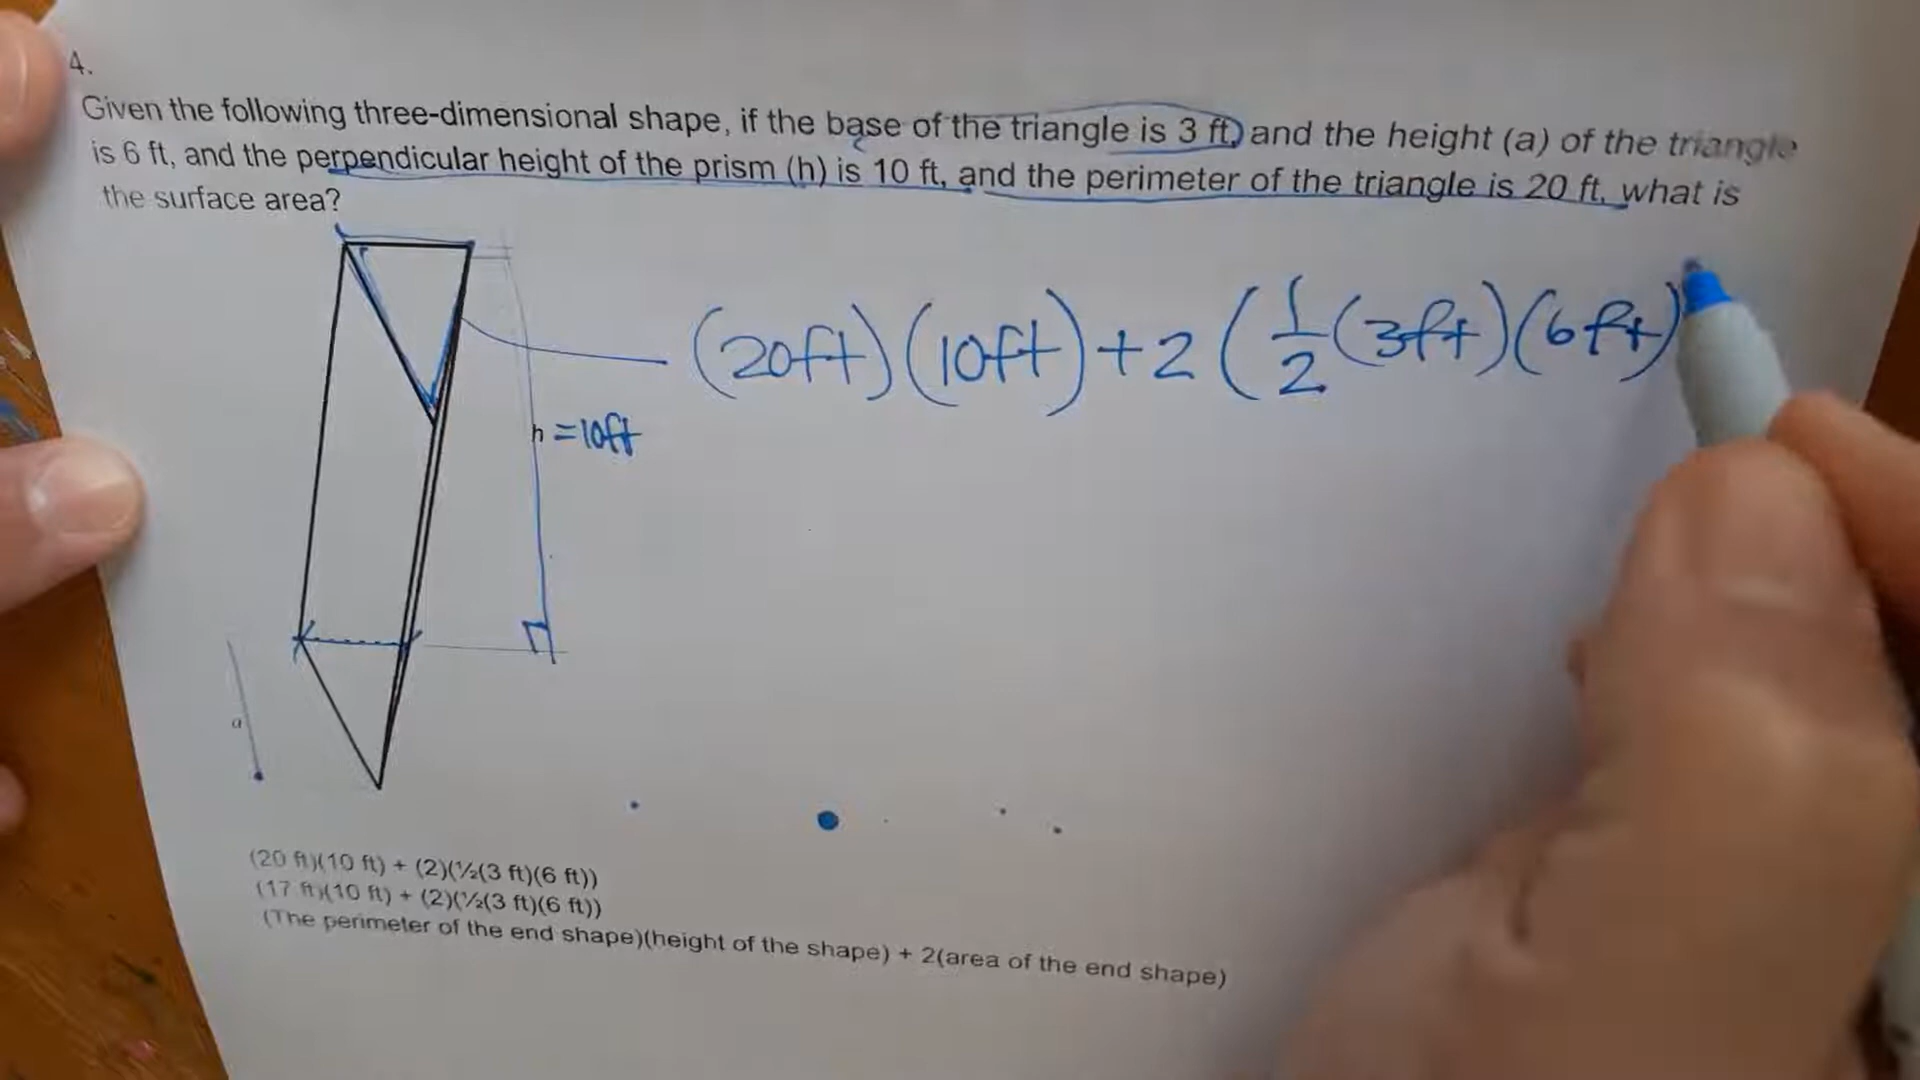 4.
Given the following three-dimensional shape, if the base of the triangle is 3 ft, and the height (a) of the triangle
is 6 ft, and the perpendicular height of the prism (h) is 10 ft, and the perimeter of the triangle is 20 ft, what is
the surface area?
(20ft)(10ft)+2(1/2(3ft)(6ft)
h =10ft
a
(20 ft)(10 ft) + (2)(½(3 ft)(6 ft))
(17 ft)(10 ft) + (2)(½(3 ft)(6 ft))
(The perimeter of the end shape)(height of the shape) + 2(area of the end shape)